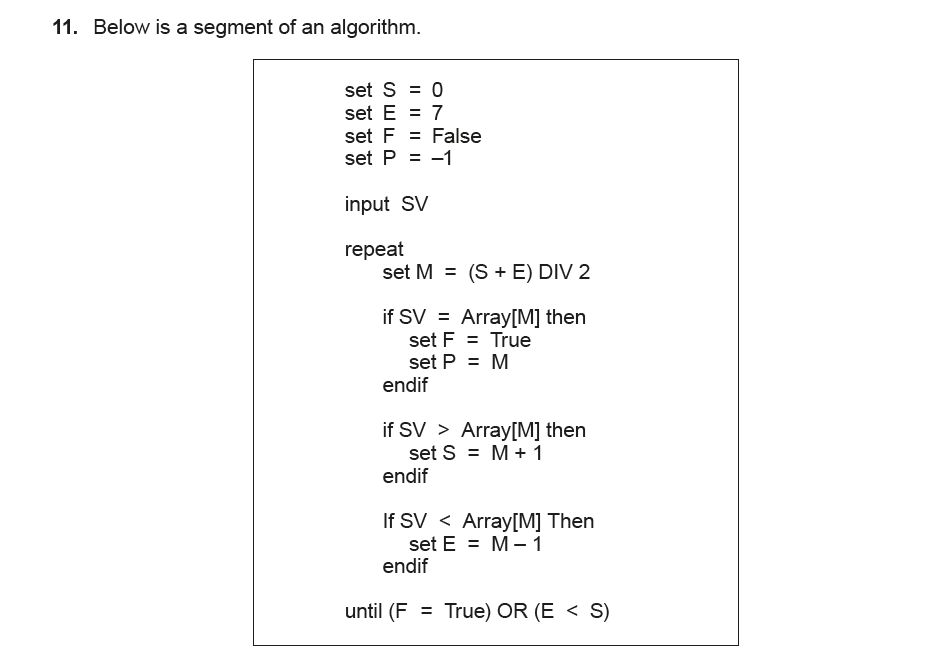 11. Below is a segment of an algorithm.
set S = 0
set E = 7
set F = False
set P = –1
input SV
repeat
set M = (S + E) DIV 2
if SV = Array[M] then
set F = True
set P = M
endif
if SV > Array[M] then
set S = M + 1
endif
If SV < Array[M] Then
set E = M – 1
endif
until (F = True) OR (E < S)